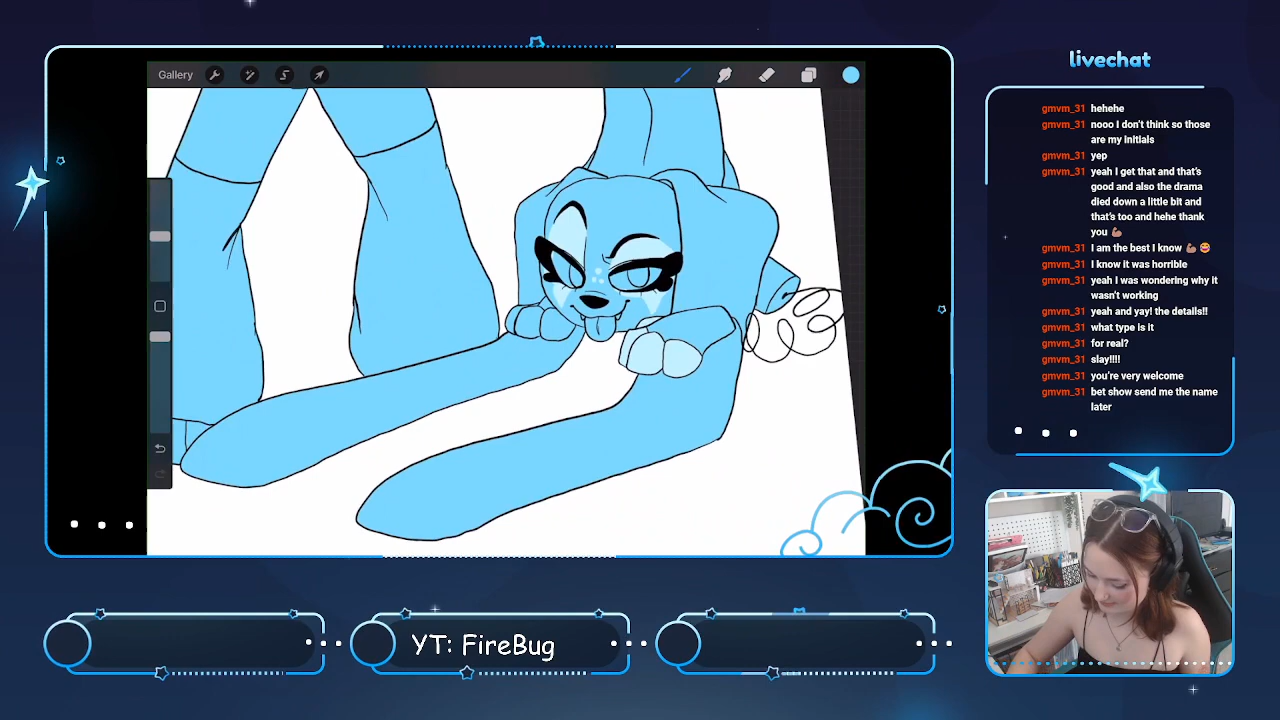 Gallery
livechat
gmvm_31 hehehe
gmvm_31 nooo I don't think so those
are my initials
gmvm_31 yep
gmvm_31 yeah I get that and that's
good and also the drama
died down a little bit and
that's too and hehe thank
you 💪🏽
gmvm_31 I am the best I know 💪🏽 😅
gmvm_31 I know it was horrible
gmvm_31 yeah I was wondering why it
wasn't working
gmvm_31 yeah and yay! the details!!
gmvm_31 what type is it
gmvm_31 for real?
gmvm_31 slay!!!!
gmvm_31 you're very welcome
gmvm_31 bet show send me the name
later
YT: FireBug